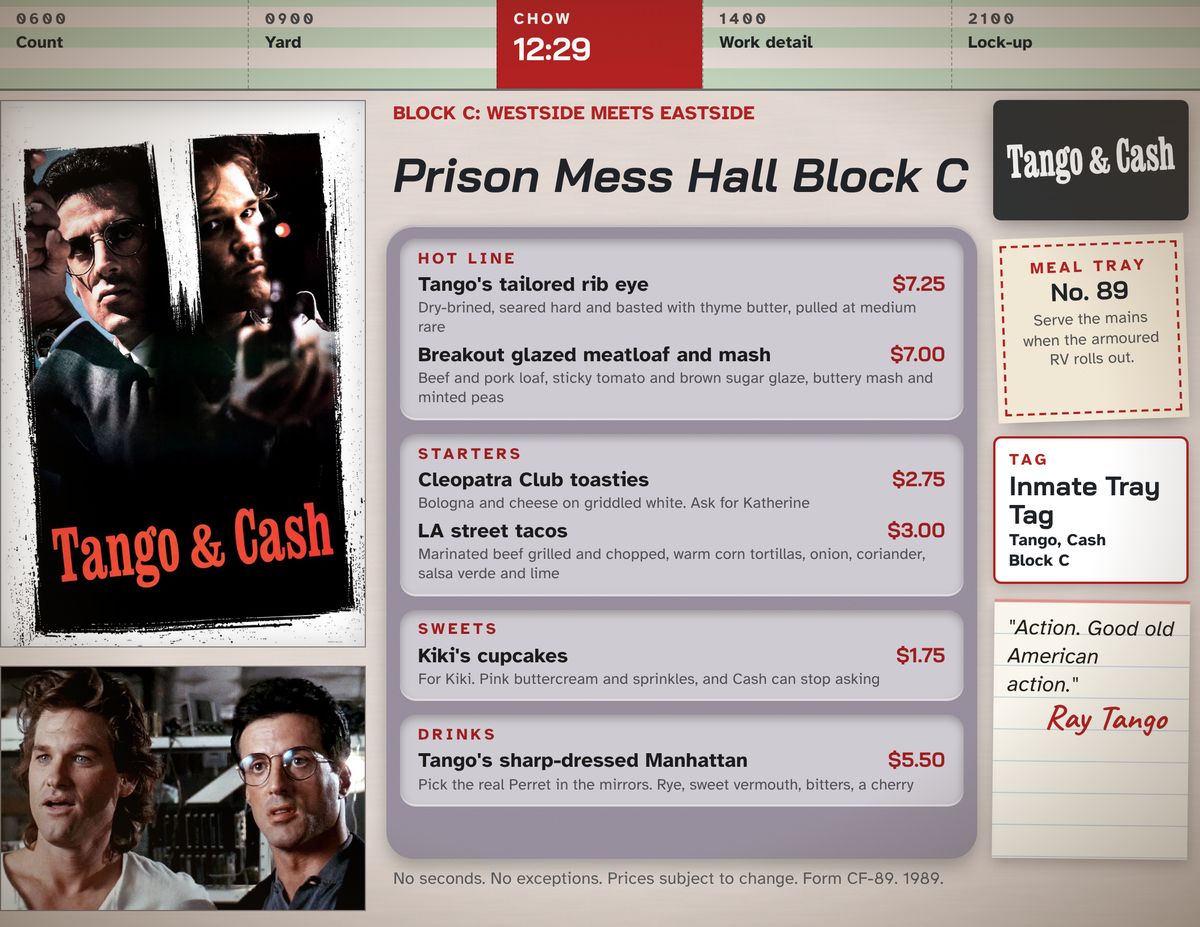 0600
Count
0900
Yard
CHOW
12:29
1400
Work detail
2100
Lock-up
Tango & Cash
BLOCK C: WESTSIDE MEETS EASTSIDE
Prison Mess Hall Block C
HOT LINE
Tango's tailored rib eye $7.25
Dry-brined, seared hard and basted with thyme butter, pulled at medium
rare
Breakout glazed meatloaf and mash $7.00
Beef and pork loaf, sticky tomato and brown sugar glaze, buttery mash and
minted peas
STARTERS
Cleopatra Club toasties $2.75
Bologna and cheese on griddled white. Ask for Katherine
LA street tacos $3.00
Marinated beef grilled and chopped, warm corn tortillas, onion, coriander,
salsa verde and lime
SWEETS
Kiki's cupcakes $1.75
For Kiki. Pink buttercream and sprinkles, and Cash can stop asking
DRINKS
Tango's sharp-dressed Manhattan $5.50
Pick the real Perret in the mirrors. Rye, sweet vermouth, bitters, a cherry
No seconds. No exceptions. Prices subject to change. Form CF-89. 1989.
Tango & Cash
MEAL TRAY
No. 89
Serve the mains
when the armoured
RV rolls out.
TAG
Inmate Tray
Tag
Tango, Cash
Block C
"Action. Good old
American
action."
Ray Tango